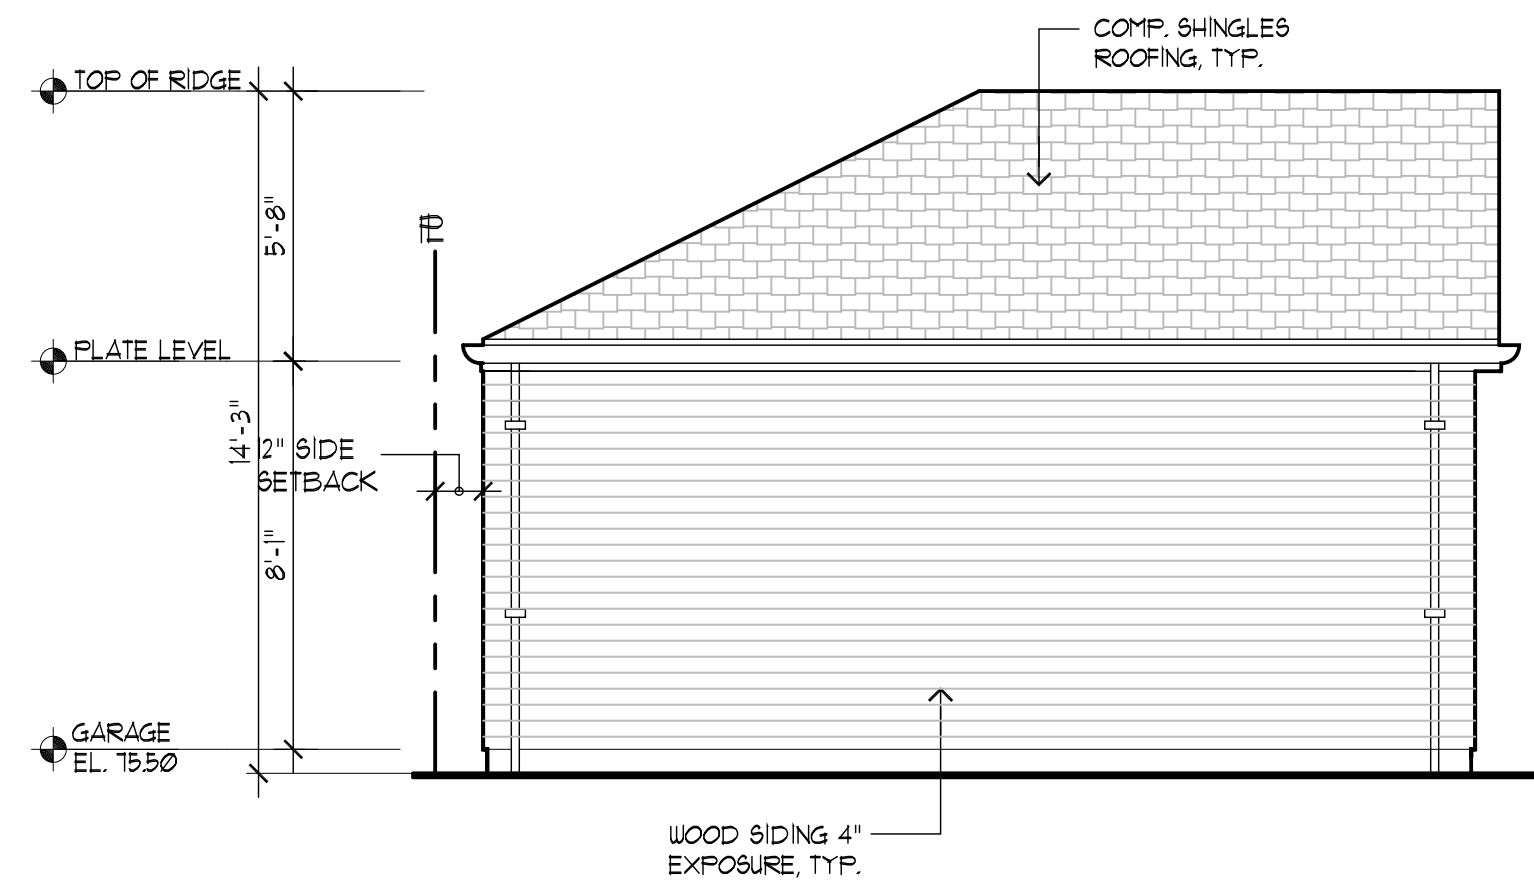 COMP. SHINGLES
ROOFING, TYP.
TOP OF RIDGE
5'-8"
PLATE LEVEL
14'-3"
12" SIDE
SETBACK
8'-1"
GARAGE
EL. 75.50
WOOD SIDING 4"
EXPOSURE, TYP.